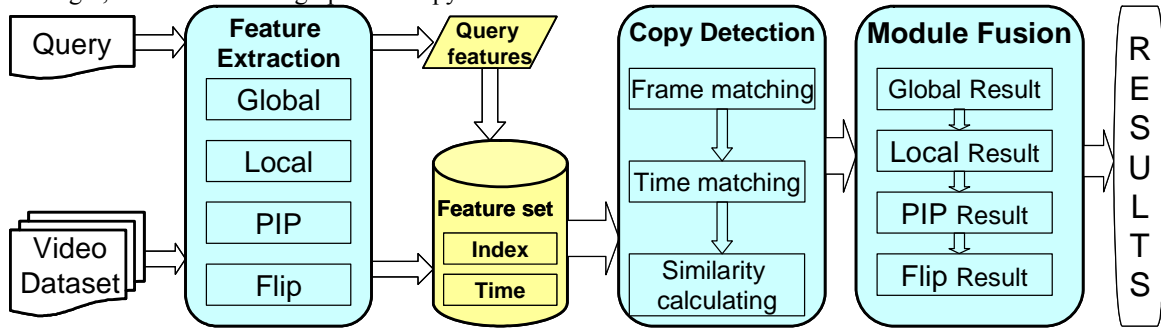 Query
Video
Dataset
Feature
Extraction
Global
Local
PIP
Flip
Query
features
Feature set
Index
Time
Copy Detection
Frame matching
Time matching
Similarity
calculating
Module Fusion
Global Result
Local Result
PIP Result
Flip Result
RESULTS